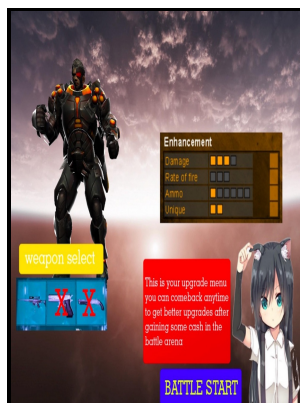 Enhancement
Damage
Rate of fire
Ammo
Unique
weapon select
X X
This is your upgrade menu
you can comeback anytime
to get better upgrades after
gaining some cash in the
battle arena
BATTLE START